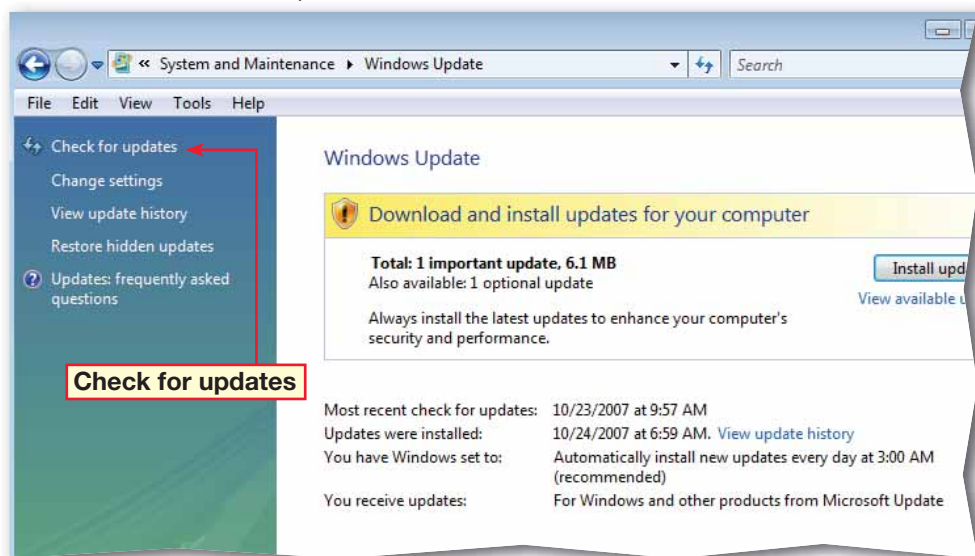 « System and Maintenance ▸ Windows Update
Search
File Edit View Tools Help
Check for updates
Change settings
View update history
Restore hidden updates
Updates: frequently asked
questions
Check for updates
Windows Update
Download and install updates for your computer
Total: 1 important update, 6.1 MB
Also available: 1 optional update
Always install the latest updates to enhance your computer's
security and performance.
Install upd
View available
Most recent check for updates: 10/23/2007 at 9:57 AM
Updates were installed: 10/24/2007 at 6:59 AM. View update history
You have Windows set to: Automatically install new updates every day at 3:00 AM
(recommended)
You receive updates: For Windows and other products from Microsoft Update